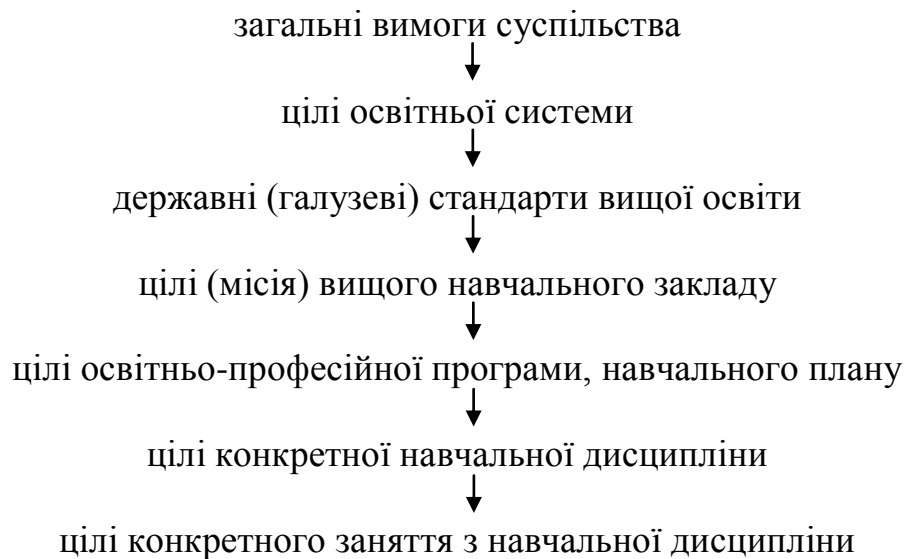 загальні вимоги суспільства
цілі освітньої системи
державні (галузеві) стандарти вищої освіти
цілі (місія) вищого навчального закладу
цілі освітньо-професійної програми, навчального плану
цілі конкретної навчальної дисципліни
цілі конкретного заняття з навчальної дисципліни